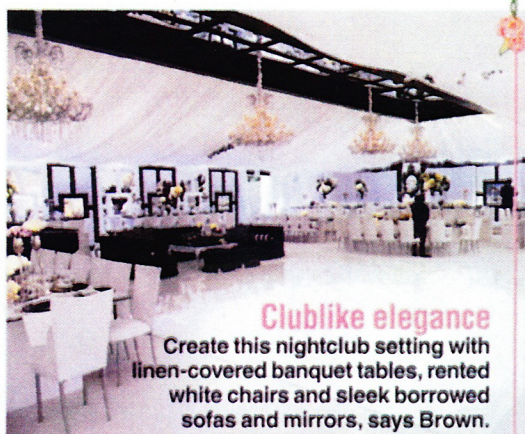 Clublike elegance
Create this nightclub setting with
linen-covered banquet tables, rented
white chairs and sleek borrowed
sofas and mirrors, says Brown.